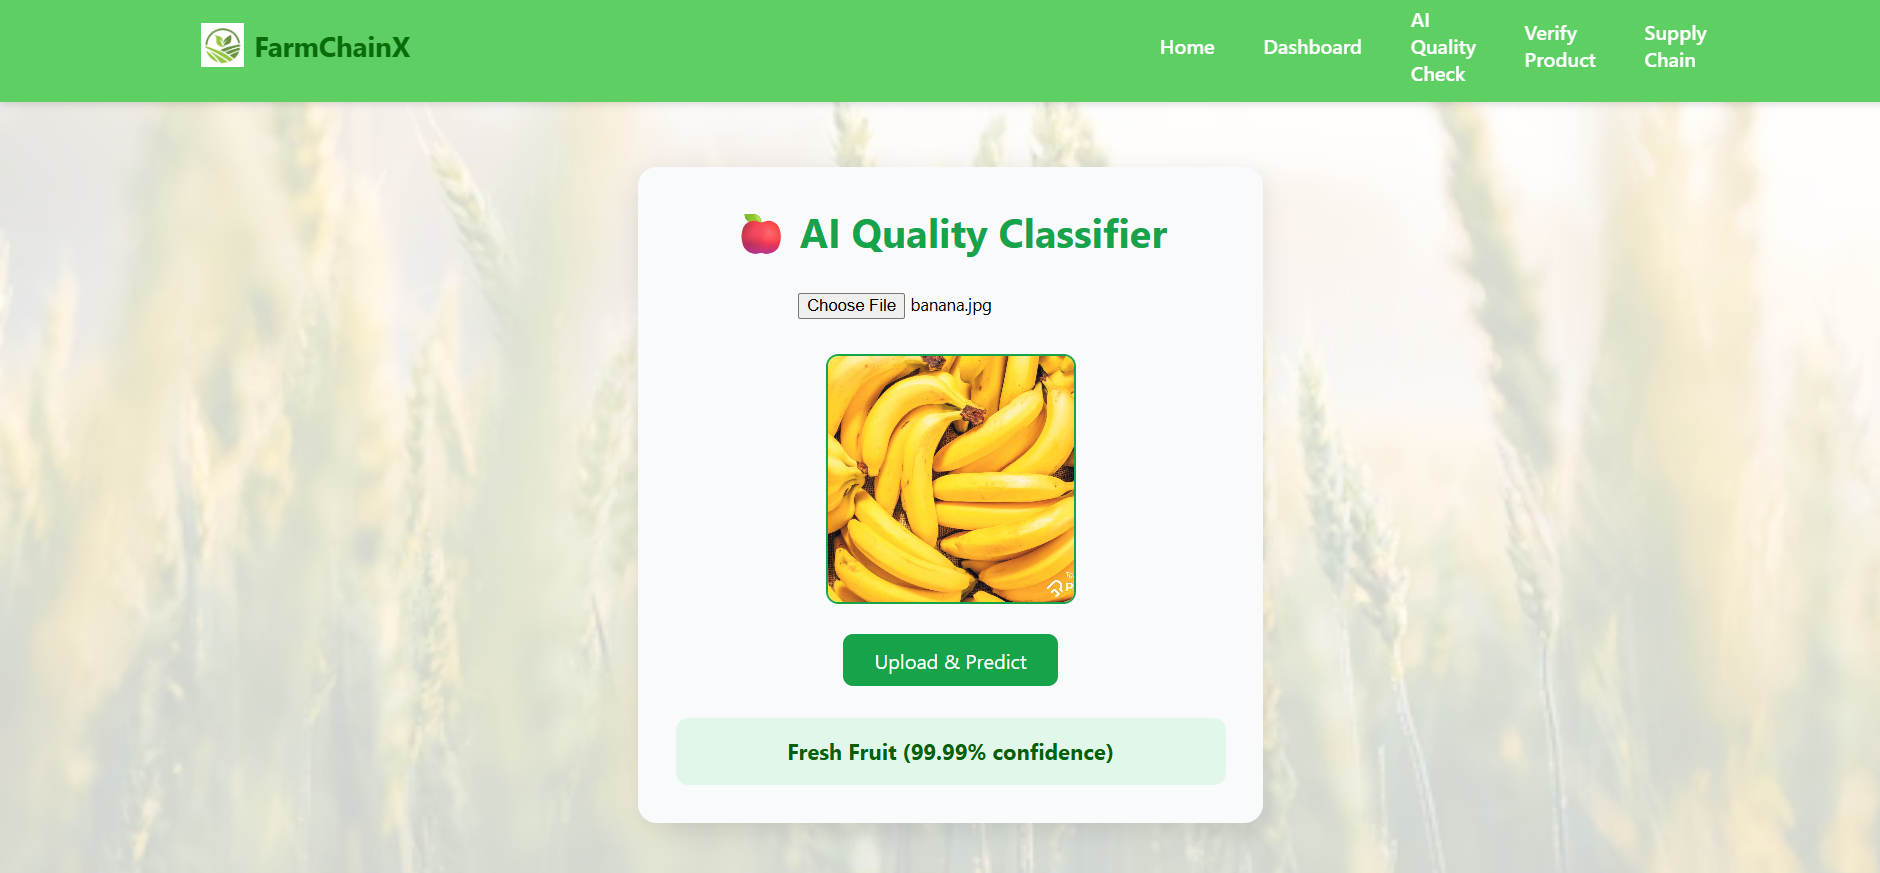 FarmChainX
Home
Dashboard
AI
Quality
Check
Verify
Product
Supply
Chain
AI Quality Classifier
Choose File banana.jpg
Upload & Predict
Fresh Fruit (99.99% confidence)